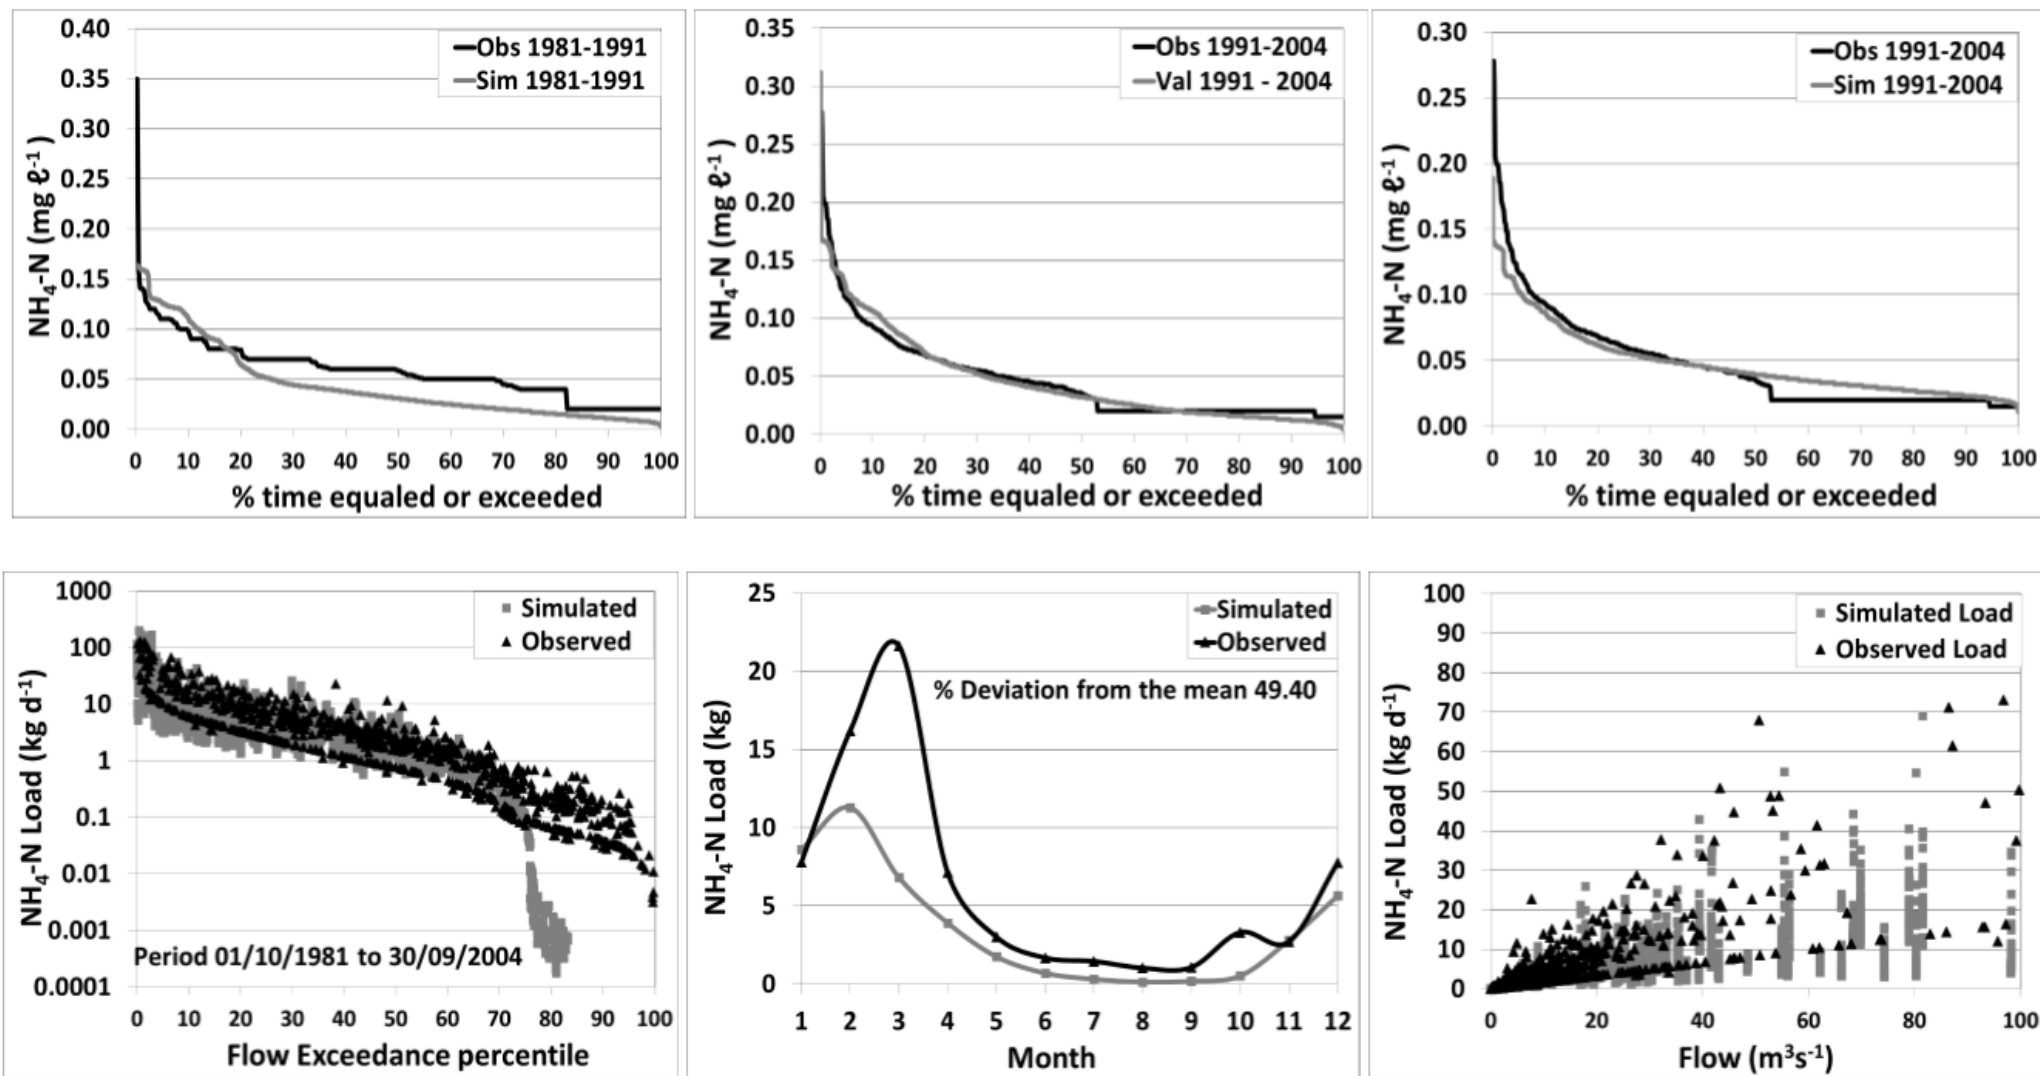 0.40
0.35
0.30
0.25
0.20
0.15
0.10
0.05
0.00
NH₄-N (mg ℓ⁻¹ )
Obs 1981-1991
Sim 1981-1991
0 10 20 30 40 50 60 70 80 90 100
% time equaled or exceeded
0.35
0.30
0.25
0.20
0.15
0.10
0.05
0.00
NH₄-N (mg ℓ⁻¹ )
Obs 1991-2004
Val 1991 - 2004
0 10 20 30 40 50 60 70 80 90 100
% time equaled or exceeded
0.30
0.25
0.20
0.15
0.10
0.05
0.00
NH₄-N (mg ℓ⁻¹ )
Obs 1991-2004
Sim 1991-2004
0 10 20 30 40 50 60 70 80 90 100
% time equaled or exceeded
1000
100
10
1
0.1
0.01
0.001
0.0001
NH₄-N Load (kg d⁻¹)
Simulated
Observed
Period 01/10/1981 to 30/09/2004
0 10 20 30 40 50 60 70 80 90 100
Flow Exceedance percentile
25
20
15
10
5
0
NH₄-N Load (kg)
Simulated
Observed
% Deviation from the mean 49.40
1 2 3 4 5 6 7 8 9 10 11 12
Month
100
90
80
70
60
50
40
30
20
10
0
NH₄-N Load (kg d⁻¹)
Simulated Load
Observed Load
0 20 40 60 80 100
Flow (m³s⁻¹)